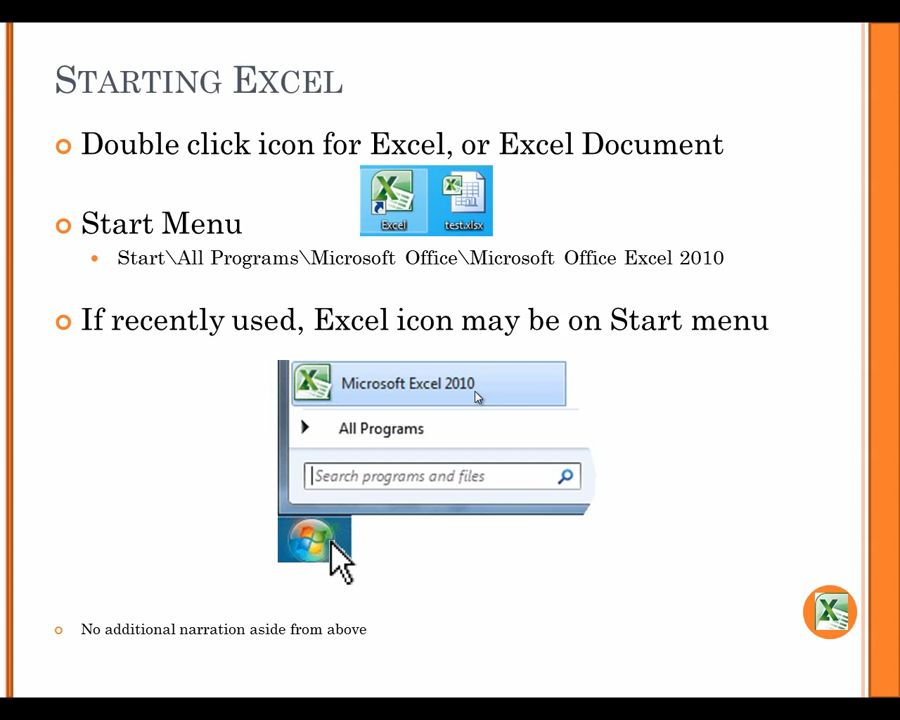 STARTING EXCEL
Double click icon for Excel, or Excel Document
Excel test.xlsx
Start Menu
Start\All Programs\Microsoft Office\Microsoft Office Excel 2010
If recently used, Excel icon may be on Start menu
Microsoft Excel 2010
All Programs
Search programs and files
No additional narration aside from above